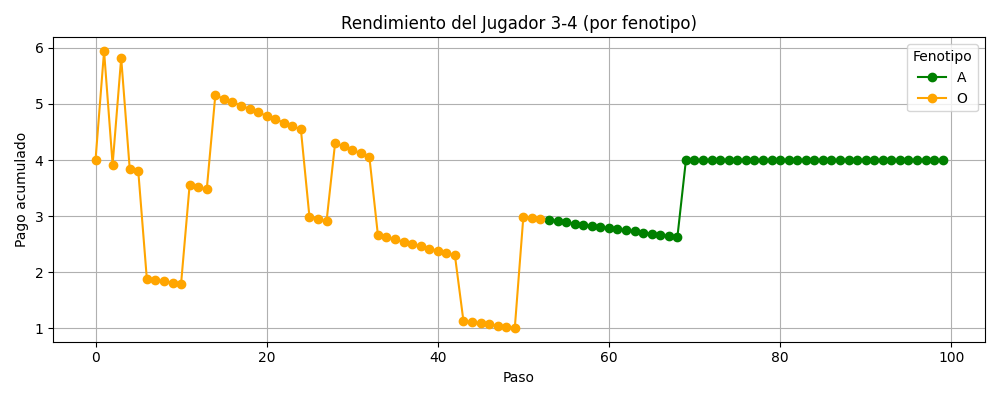 Rendimiento del Jugador 3-4 (por fenotipo)
Pago acumulado
6
5
4
3
2
1
0
20
40
60
80
100
Paso
Fenotipo
A
O